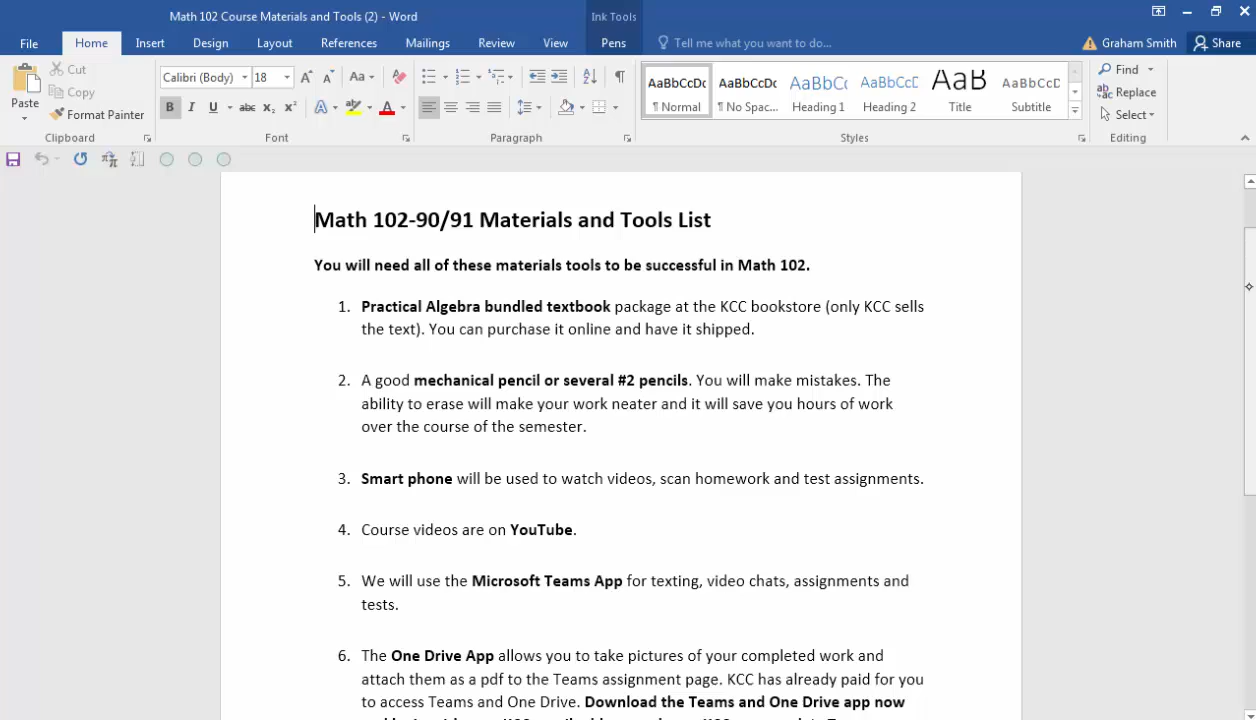 Math 102 Course Materials and Tools (2) - Word
Ink Tools
File Home Insert Design Layout References Mailings Review View Pens Tell me what you want to do... Graham Smith Share
Paste
Cut
Copy
Format Painter
Clipboard
Calibri (Body) 18
Aa
B I U abc x₂ x²
A A
Font
Paragraph
AaBbCcDc AaBbCcDc AaBbCc AaBbCcD AaB AaBbCcD
¶ Normal ¶ No Spac... Heading 1 Heading 2 Title Subtitle
Styles
Find
Replace
Select
Editing
Math 102-90/91 Materials and Tools List
You will need all of these materials tools to be successful in Math 102.
1. Practical Algebra bundled textbook package at the KCC bookstore (only KCC sells
the text). You can purchase it online and have it shipped.
2. A good mechanical pencil or several #2 pencils. You will make mistakes. The
ability to erase will make your work neater and it will save you hours of work
over the course of the semester.
3. Smart phone will be used to watch videos, scan homework and test assignments.
4. Course videos are on YouTube.
5. We will use the Microsoft Teams App for texting, video chats, assignments and
tests.
6. The One Drive App allows you to take pictures of your completed work and
attach them as a pdf to the Teams assignment page. KCC has already paid for you
to access Teams and One Drive. Download the Teams and One Drive app now